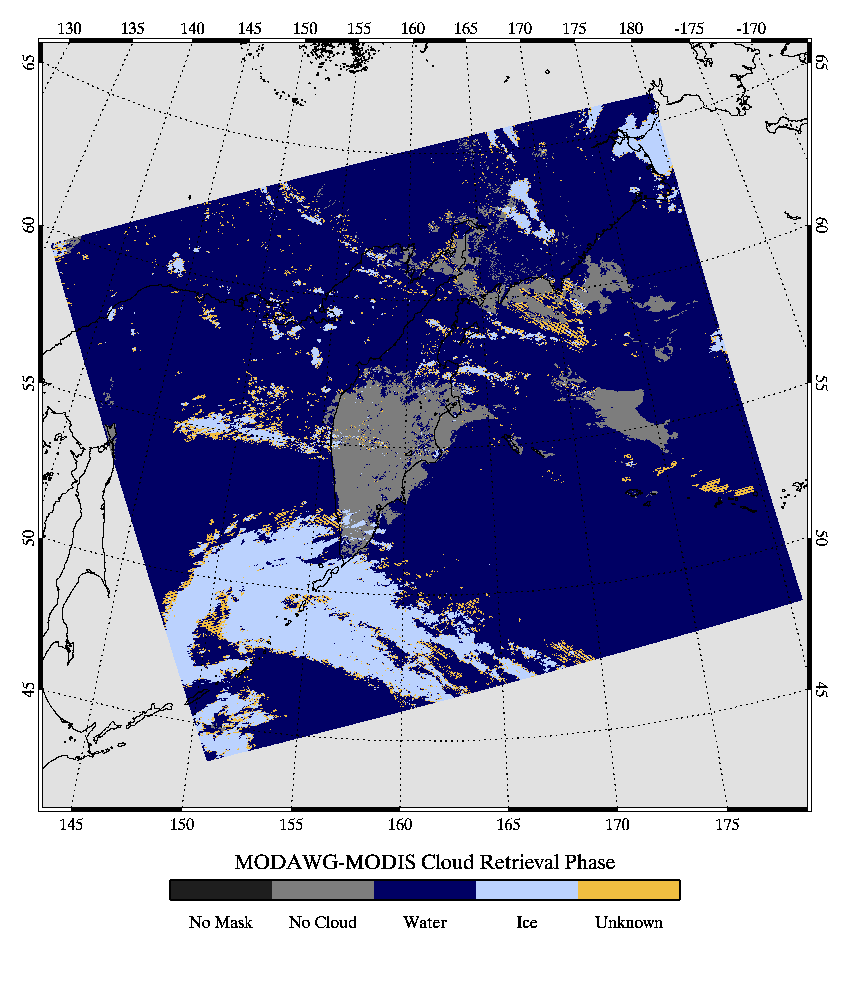 130 135 140 145 150 155 160 165 170 175 180 -175 -170
65 65
60 60
55 55
50 50
45 45
145 150 155 160 165 170 175
MODAWG-MODIS Cloud Retrieval Phase
No Mask No Cloud Water Ice Unknown